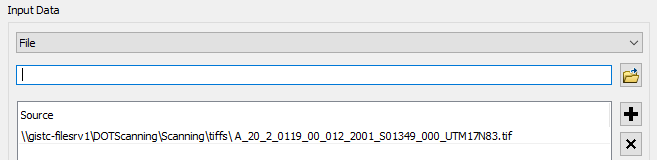 Input Data
File
Source
\\gistc-filesrv1\DOTScanning\Scanning\tiffs\ A_20_2_0119_00_012_2001_S01349_000_UTM17N83.tif